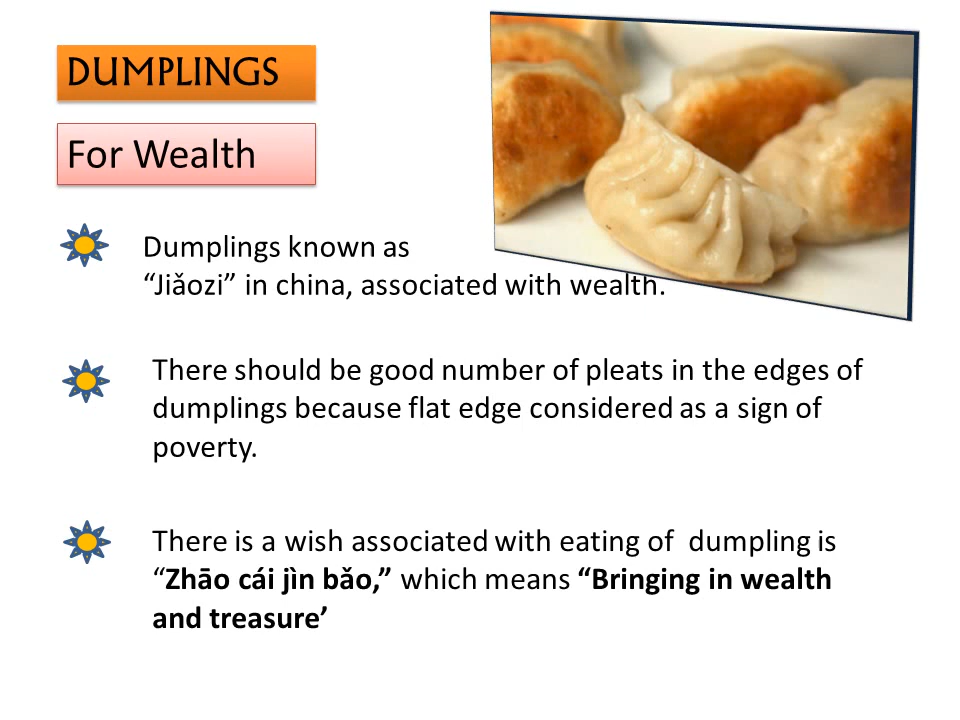 DUMPLINGS
For Wealth
Dumplings known as
“Jiǎozi” in china, associated with wealth.
There should be good number of pleats in the edges of
dumplings because flat edge considered as a sign of
poverty.
There is a wish associated with eating of  dumpling is
“Zhāo cái jìn bǎo,” which means “Bringing in wealth
and treasure’